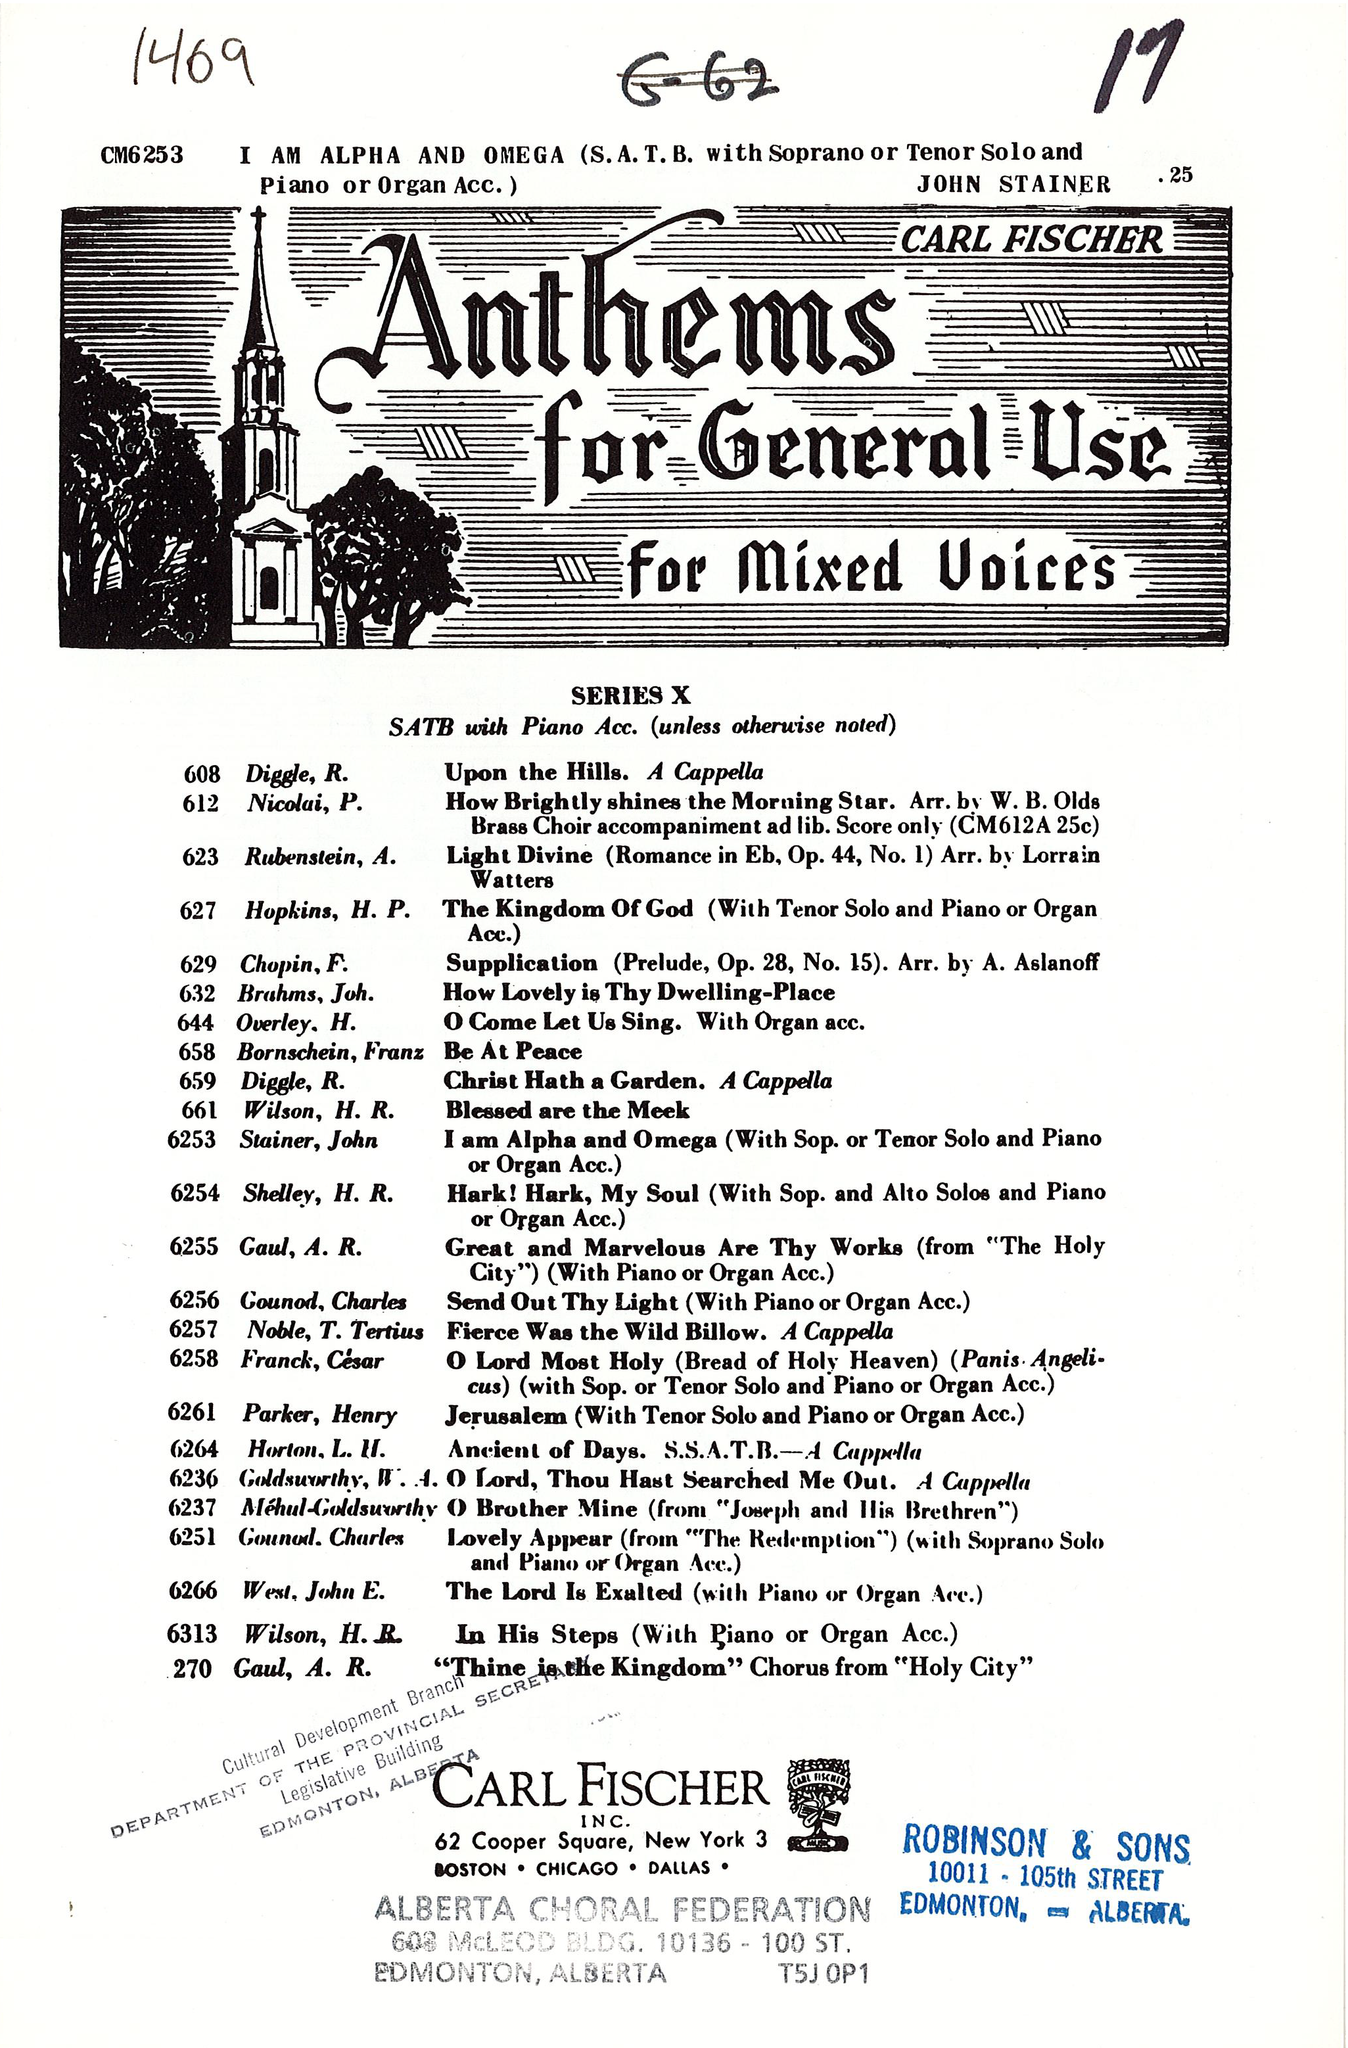 1469
G-62
17
CM6253 I AM ALPHA AND OMEGA (S.A.T.B. with Soprano or Tenor Solo and
Piano or Organ Acc.) JOHN STAINER .25
CARL FISCHER
Anthems
for General Use
For Mixed Voices
SERIES X
SATB with Piano Acc. (unless otherwise noted)
608 Diggle, R. Upon the Hills. A Cappella
612 Nicolai, P. How Brightly shines the Morning Star. Arr. by W. B. Olds
Brass Choir accompaniment ad lib. Score only (CM612A 25c)
623 Rubenstein, A. Light Divine (Romance in Eb, Op. 44, No. 1) Arr. by Lorrain
Watters
627 Hopkins, H. P. The Kingdom Of God (With Tenor Solo and Piano or Organ
Acc.)
629 Chopin, F. Supplication (Prelude, Op. 28, No. 15). Arr. by A. Aslanoff
632 Brahms, Joh. How Lovely is Thy Dwelling-Place
644 Overley, H. O Come Let Us Sing. With Organ acc.
658 Bornschein, Franz Be At Peace
659 Diggle, R. Christ Hath a Garden. A Cappella
661 Wilson, H. R. Blessed are the Meek
6253 Stainer, John I am Alpha and Omega (With Sop. or Tenor Solo and Piano
or Organ Acc.)
6254 Shelley, H. R. Hark! Hark, My Soul (With Sop. and Alto Solos and Piano
or Organ Acc.)
6255 Gaul, A. R. Great and Marvelous Are Thy Works (from "The Holy
City") (With Piano or Organ Acc.)
6256 Gounod, Charles Send Out Thy Light (With Piano or Organ Acc.)
6257 Noble, T. Tertius Fierce Was the Wild Billow. A Cappella
6258 Franck, César O Lord Most Holy (Bread of Holy Heaven) (Panis Angeli-
cus) (with Sop. or Tenor Solo and Piano or Organ Acc.)
6261 Parker, Henry Jerusalem (With Tenor Solo and Piano or Organ Acc.)
6264 Horton, L. H. Ancient of Days. S.S.A.T.B.—A Cappella
6236 Goldsworthy, W. A. O Lord, Thou Hast Searched Me Out. A Cappella
6237 Méhul-Goldsworthy O Brother Mine (from "Joseph and His Brethren")
6251 Gounod, Charles Lovely Appear (from "The Redemption") (with Soprano Solo
and Piano or Organ Acc.)
6266 West, John E. The Lord Is Exalted (with Piano or Organ Acc.)
6313 Wilson, H. R. In His Steps (With Piano or Organ Acc.)
270 Gaul, A. R. "Thine is the Kingdom" Chorus from "Holy City"
Cultural Development Branch
DEPARTMENT OF THE PROVINCIAL SECRETARY
Legislative Building
EDMONTON, ALBERTA
CARL FISCHER
INC.
62 Cooper Square, New York 3
BOSTON • CHICAGO • DALLAS •
CARL FISCHER
MUSIC
ROBINSON & SONS
10011 - 105th STREET
EDMONTON, - ALBERTA.
ALBERTA CHORAL FEDERATION
608 McLEOD BLDG. 10136 - 100 ST.
EDMONTON, ALBERTA T5J 0P1